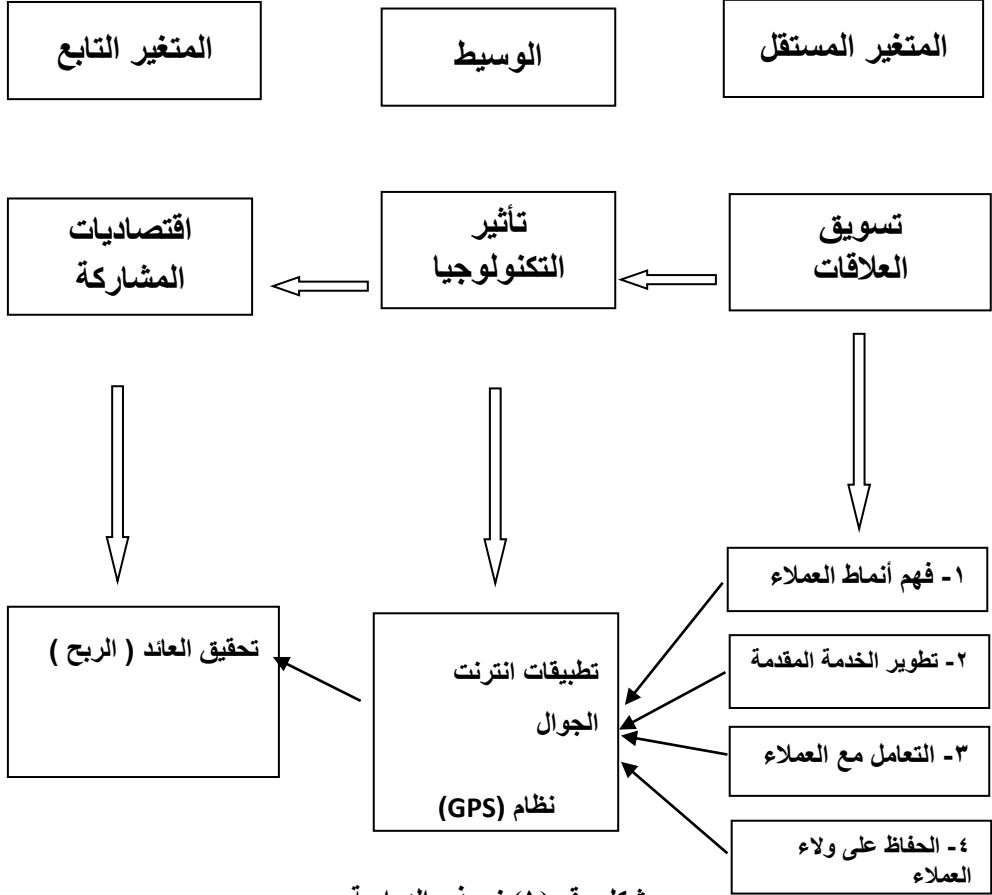 المتغير المستقل
الوسيط
المتغير التابع
تسويق
العلاقات
تأثير
التكنولوجيا
اقتصاديات
المشاركة
١- فهم أنماط العملاء
٢- تطوير الخدمة المقدمة
٣- التعامل مع العملاء
٤- الحفاظ على ولاء
العملاء
تطبيقات انترنت
الجوال
نظام (GPS)
تحقيق العائد ( الربح )